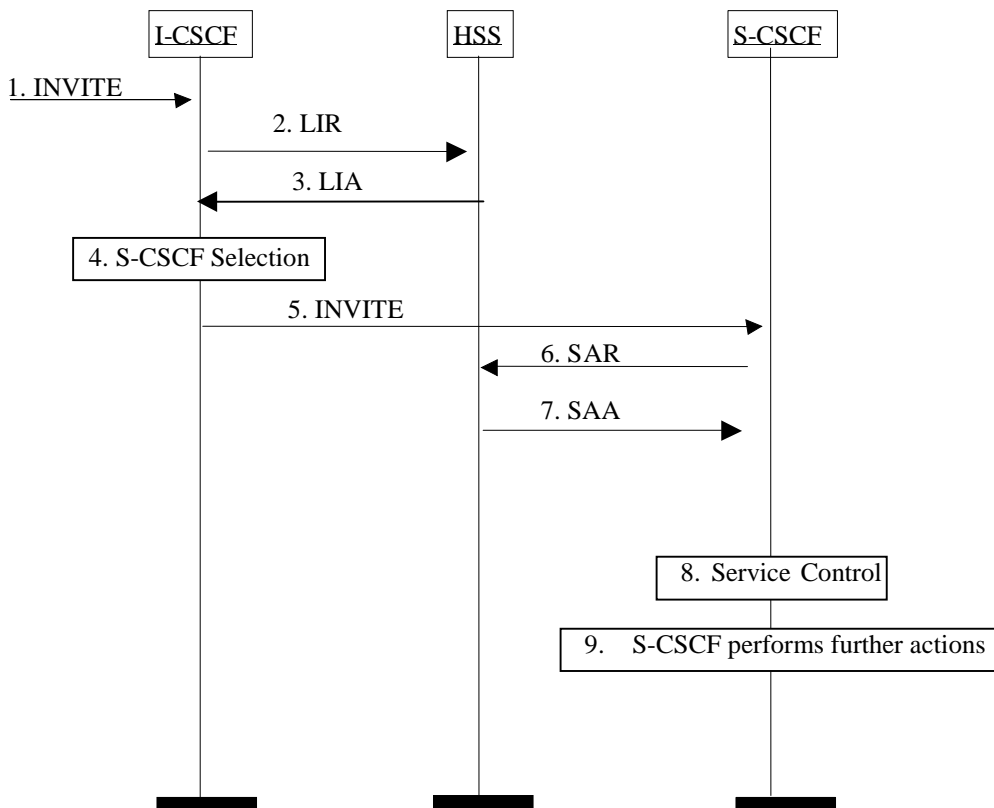 I-CSCF
HSS
S-CSCF
1. INVITE
2. LIR
3. LIA
4. S-CSCF Selection
5. INVITE
6. SAR
7. SAA
8. Service Control
9. S-CSCF performs further actions